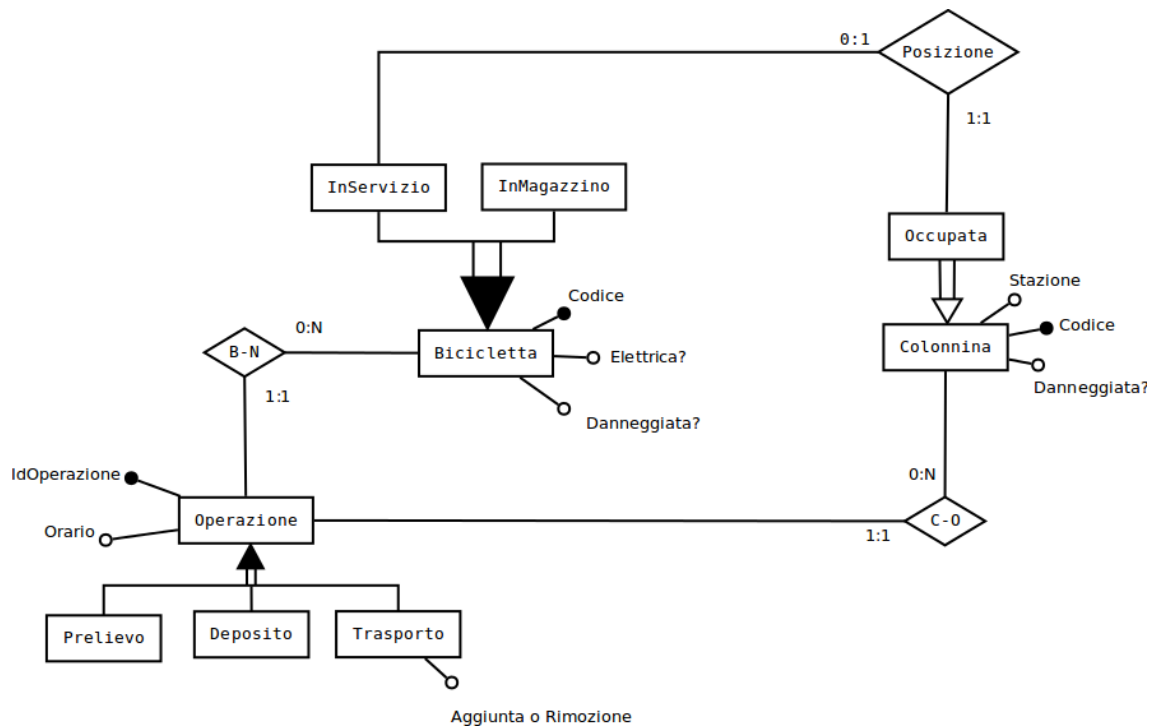 0:1
Posizione
1:1
InServizio
InMagazzino
Occupata
Stazione
Codice
Codice
0:N
B-N
Bicicletta
Elettrica?
Colonnina
Danneggiata?
1:1
Danneggiata?
IdOperazione
0:N
Orario
Operazione
C-O
1:1
Prelievo
Deposito
Trasporto
Aggiunta o Rimozione